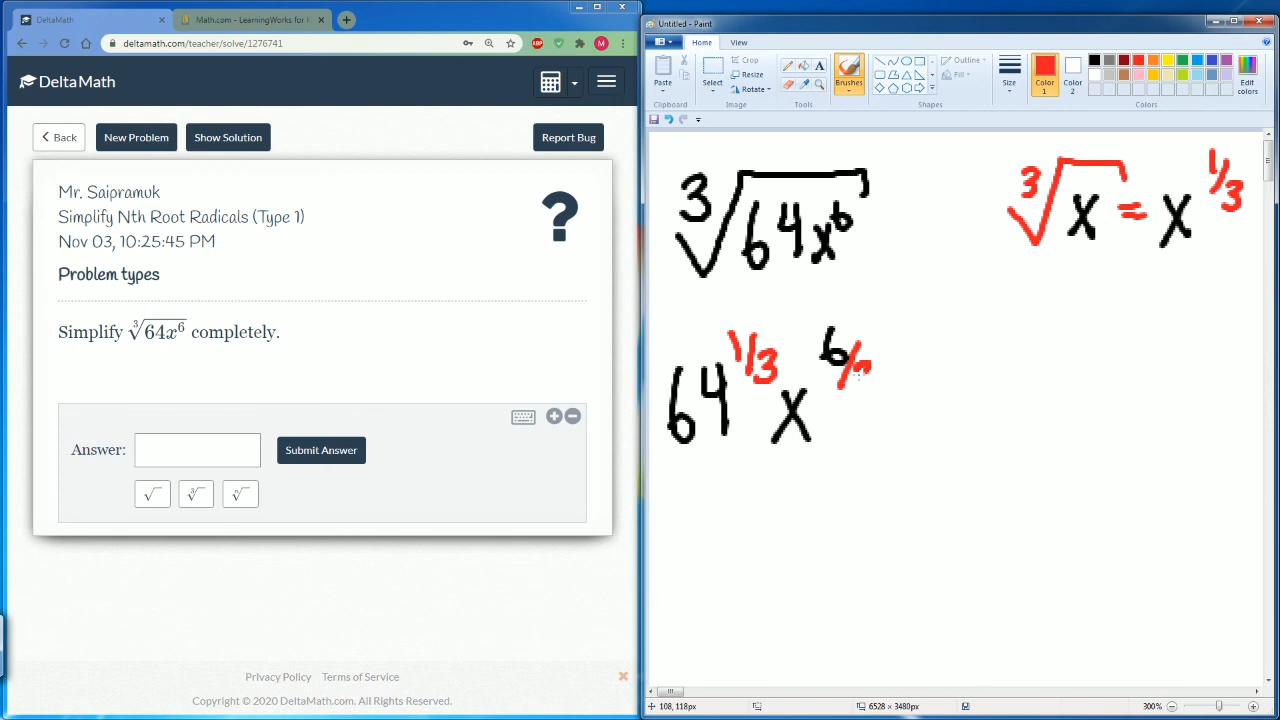 DeltaMath
Math.com - LearningWorks for K
deltamath.com/teacher/solve/1276741
ABP
M
DeltaMath
Back
New Problem
Show Solution
Report Bug
Mr. Saipramuk
Simplify Nth Root Radicals (Type 1)
Nov 03, 10:25:45 PM
Problem types
?
Simplify ∛64x⁶ completely.
Answer:
Submit Answer
√
∛
ⁿ√
Privacy Policy Terms of Service
Copyright © 2020 DeltaMath.com. All Rights Reserved.
Untitled - Paint
Home View
Paste
Clipboard
Select
Crop
Resize
Rotate
Image
A
Tools
Brushes
Shapes
Outline
Fill
Size
Color 1
Color 2
Edit colors
Colors
∛64x⁶
∛x = x^1/3
64^1/3 x^6/
108, 118px
6528 × 3480px
300%